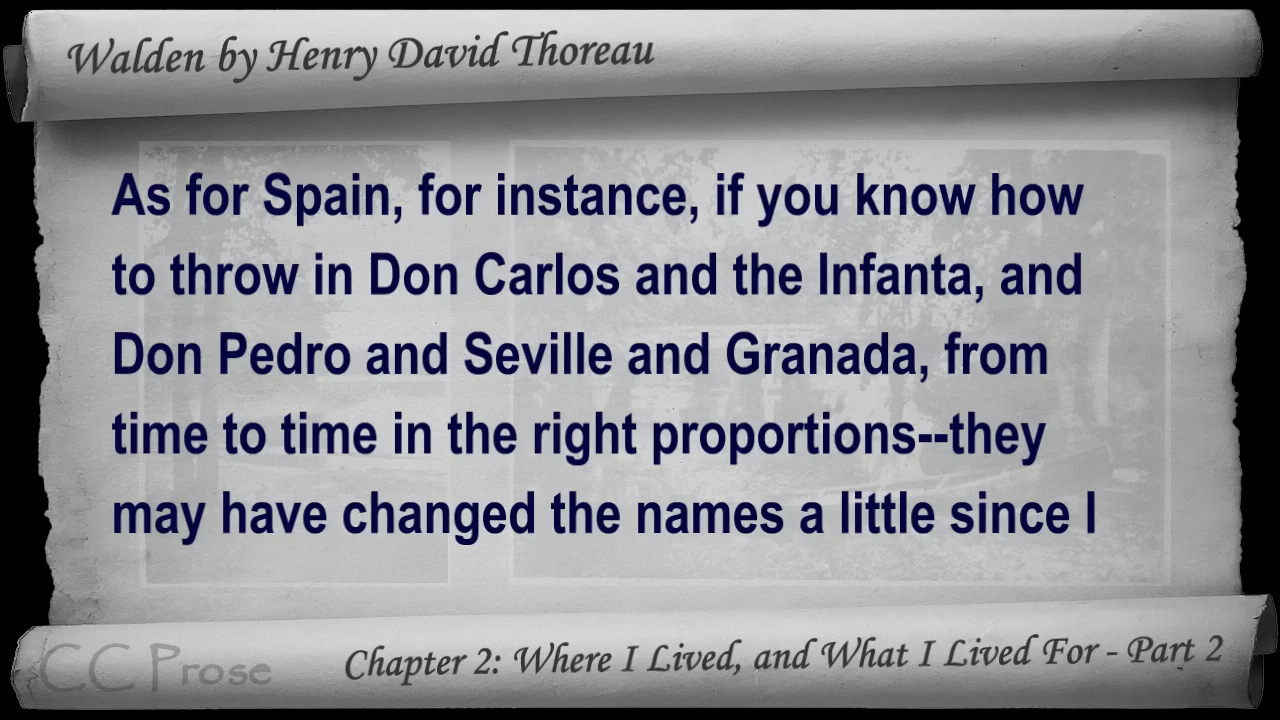 Walden by Henry David Thoreau
As for Spain, for instance, if you know how
to throw in Don Carlos and the Infanta, and
Don Pedro and Seville and Granada, from
time to time in the right proportions--they
may have changed the names a little since I
CC Prose
Chapter 2: Where I Lived, and What I Lived For - Part 2